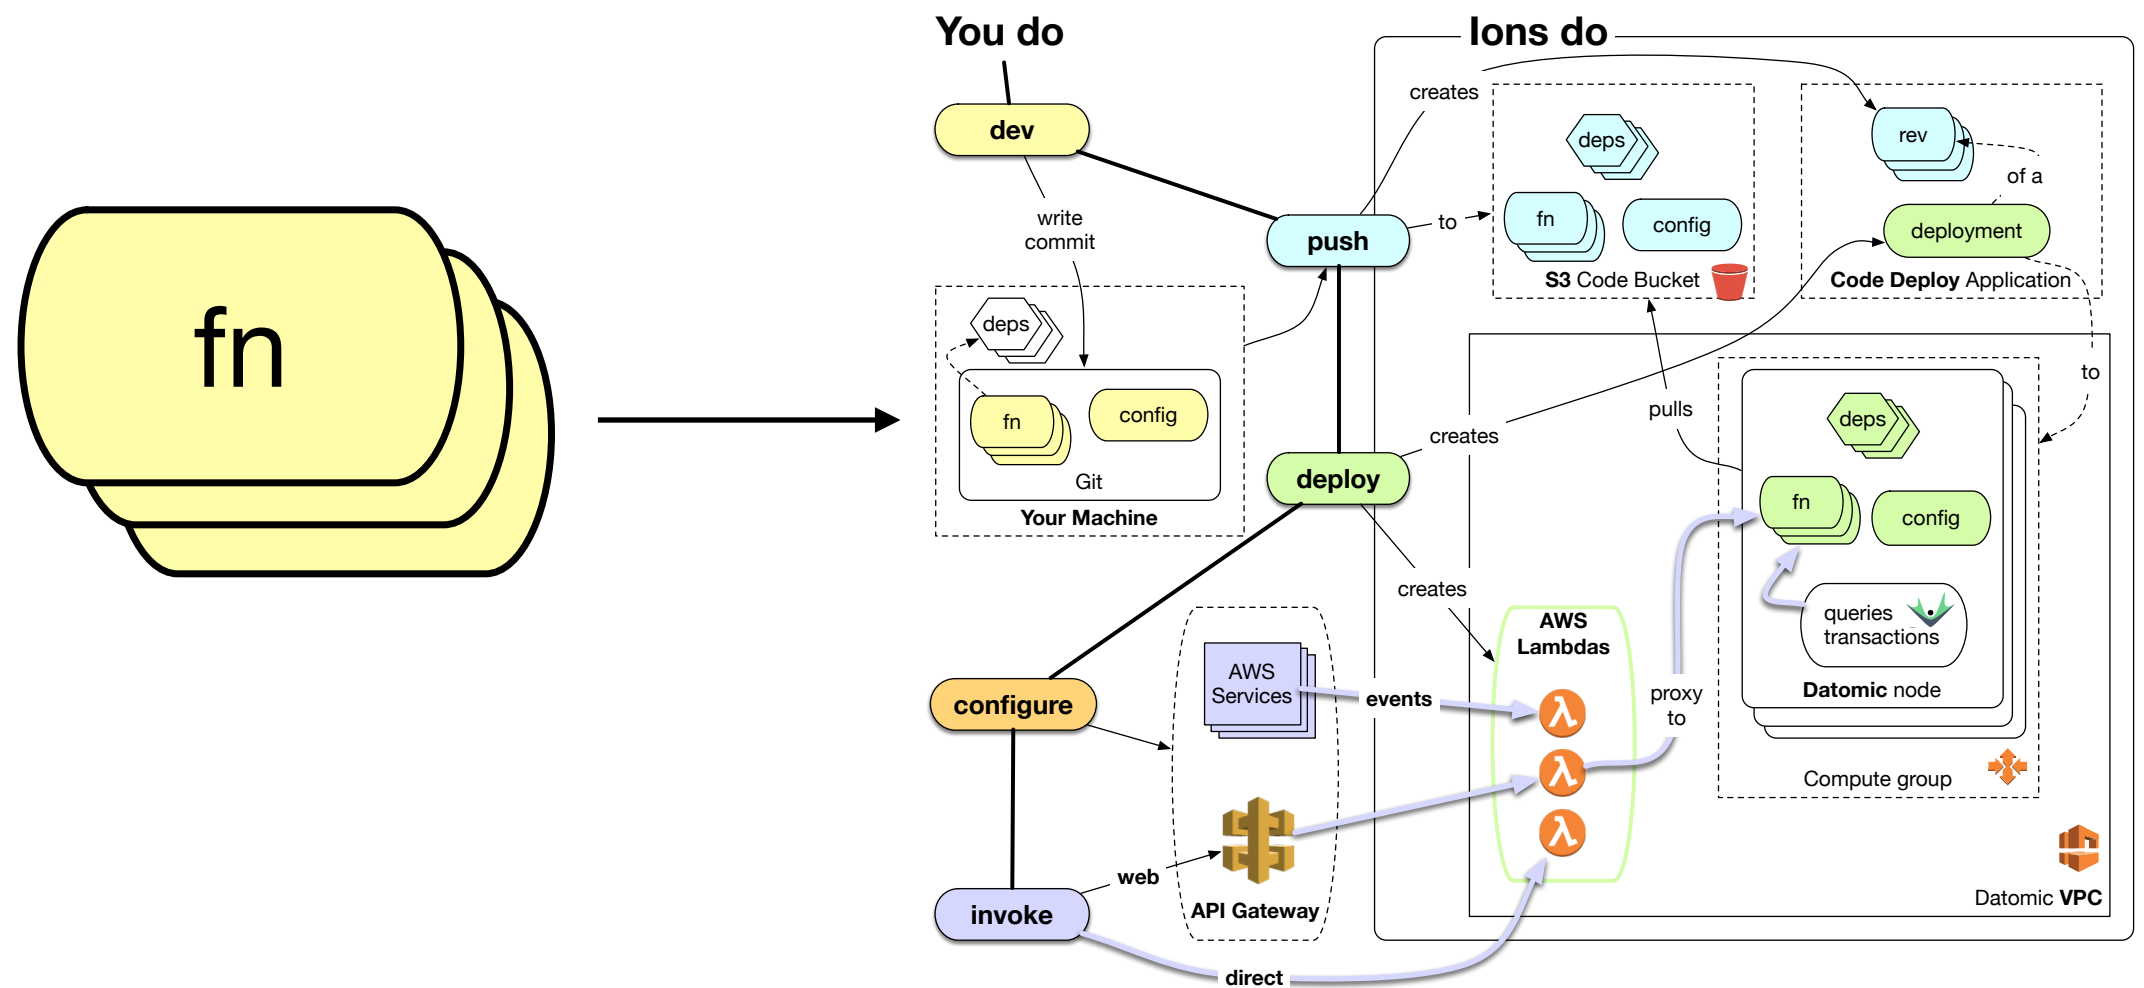 fn
You do
dev
write
commit
deps
fn
config
Git
Your Machine
push
deploy
configure
invoke
web
direct
AWS
Services
API Gateway
events
Ions do
creates
to
deps
fn
config
S3 Code Bucket
rev
of a
deployment
Code Deploy Application
to
creates
pulls
creates
AWS
Lambdas
λ
λ
λ
proxy
to
deps
fn
config
queries
transactions
Datomic node
Compute group
Datomic VPC